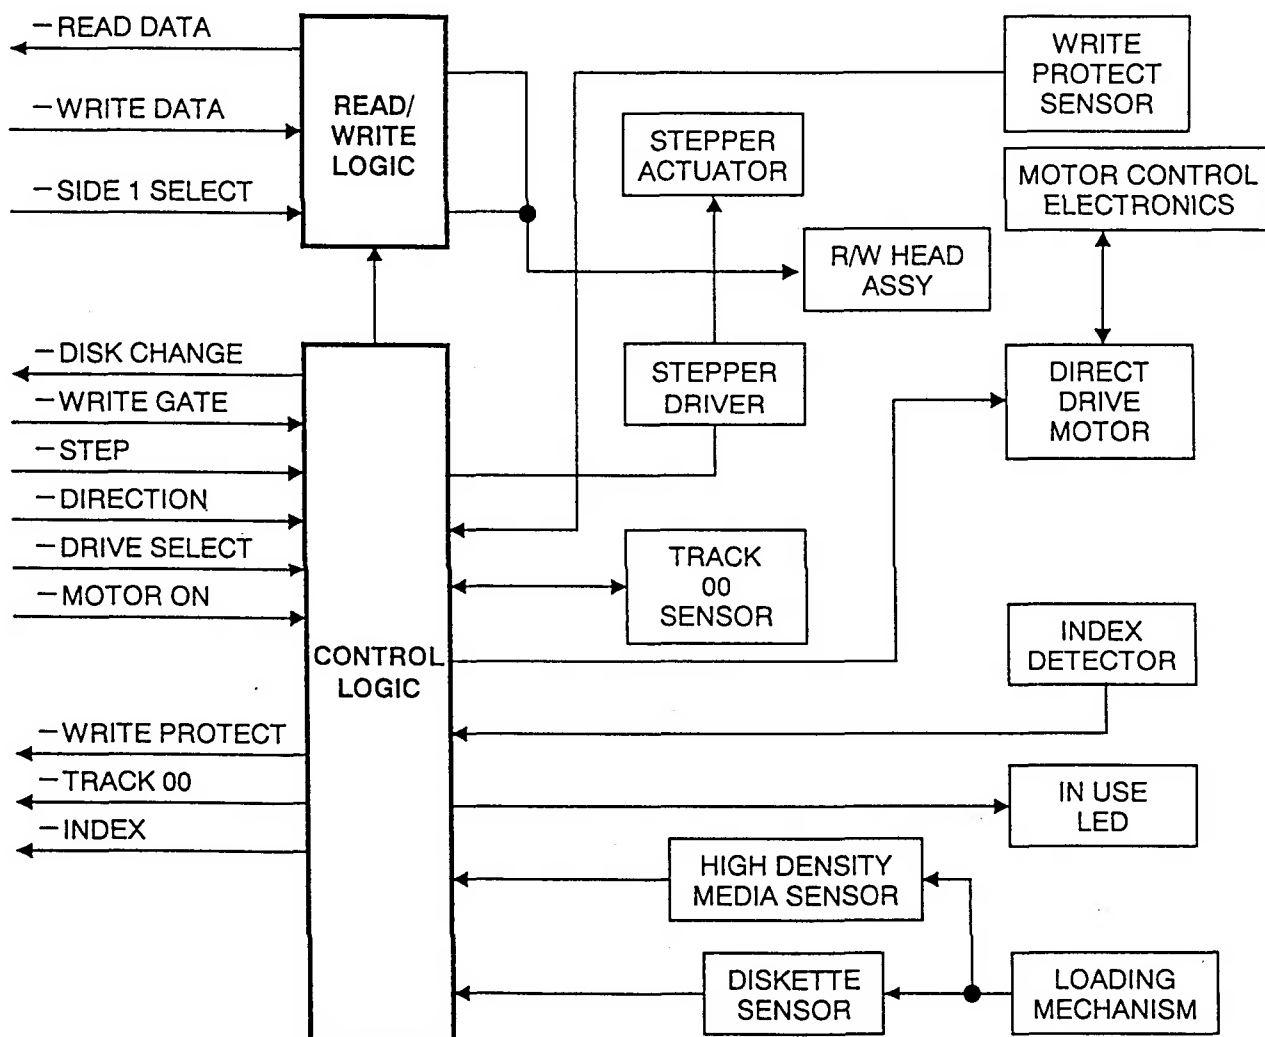 –READ DATA
–WRITE DATA
–SIDE 1 SELECT
READ/
WRITE
LOGIC
WRITE
PROTECT
SENSOR
STEPPER
ACTUATOR
MOTOR CONTROL
ELECTRONICS
R/W HEAD
ASSY
–DISK CHANGE
–WRITE GATE
–STEP
–DIRECTION
–DRIVE SELECT
–MOTOR ON
STEPPER
DRIVER
DIRECT
DRIVE
MOTOR
TRACK
00
SENSOR
CONTROL
LOGIC
INDEX
DETECTOR
–WRITE PROTECT
–TRACK 00
–INDEX
IN USE
LED
HIGH DENSITY
MEDIA SENSOR
DISKETTE
SENSOR
LOADING
MECHANISM